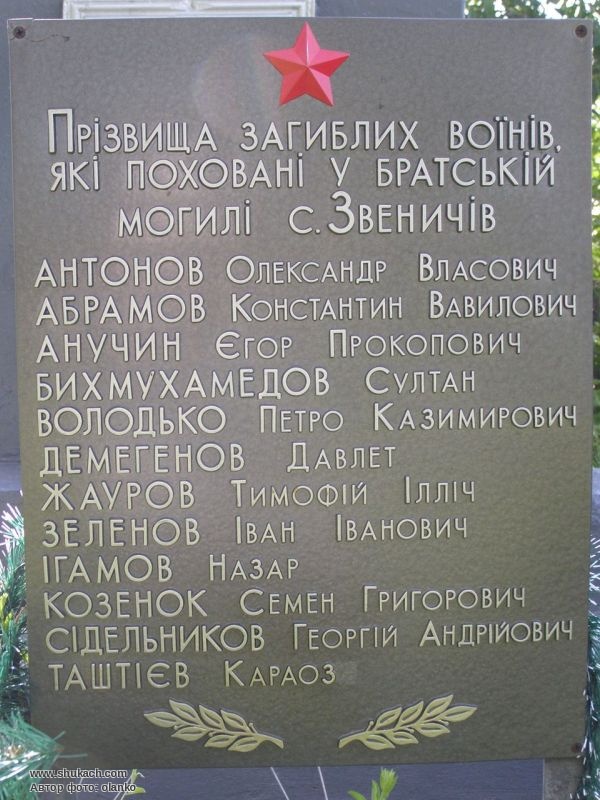 Прізвища загиблих воїнів,
які поховані у братській
могилі с. Звеничів
АНТОНОВ Олександр Власович
АБРАМОВ Константин Вавилович
АНУЧИН Єгор Прокопович
БИХМУХАМЕДОВ Султан
ВОЛОДЬКО Петро Казимирович
ДЕМЕГЕНОВ Давлет
ЖАУРОВ Тимофій Ілліч
ЗЕЛЕНОВ Іван Іванович
ІГАМОВ Назар
КОЗЕНОК Семен Григорович
СІДЕЛЬНИКОВ Георгій Андрійович
ТАШТІЄВ Караоз
www.shukach.com
Автор фото: olanko